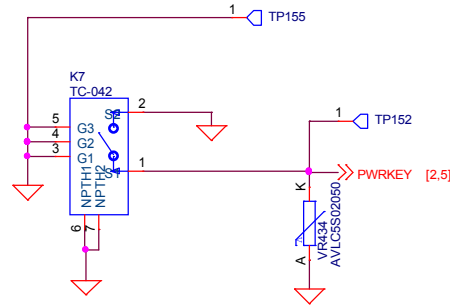 1 TP155
K7
TC-042
S2 2
5 G3
4 G2
3 G1
1 TP152
S1 1
PWRKEY [2,5]
NPTH1
NPTH2
6
7
K
A
VR434
AVLC5S02050